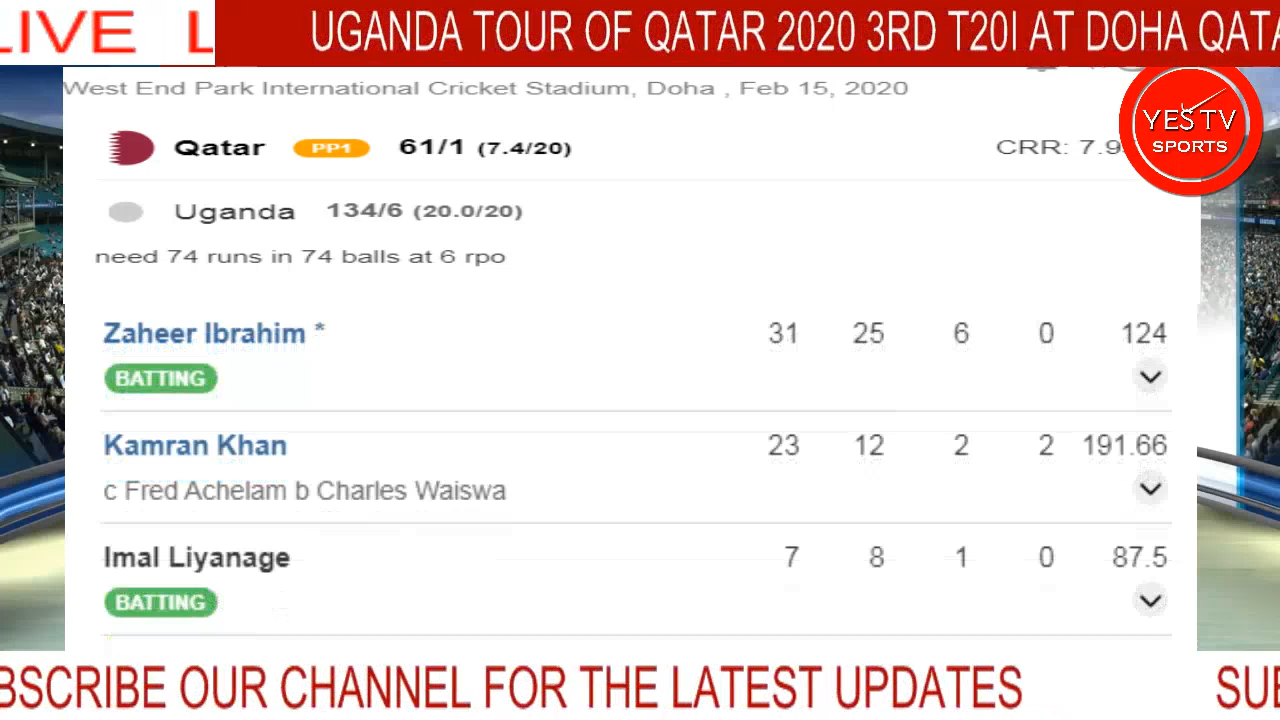 LIVE L
UGANDA TOUR OF QATAR 2020 3RD T20I AT DOHA QATA
West End Park International Cricket Stadium, Doha , Feb 15, 2020
Qatar PP1 61/1 (7.4/20) CRR: 7.9
YES TV
SPORTS
Uganda 134/6 (20.0/20)
need 74 runs in 74 balls at 6 rpo
Zaheer Ibrahim * 31 25 6 0 124
BATTING
Kamran Khan 23 12 2 2 191.66
c Fred Achelam b Charles Waiswa
Imal Liyanage 7 8 1 0 87.5
BATTING
BSCRIBE OUR CHANNEL FOR THE LATEST UPDATES SUB